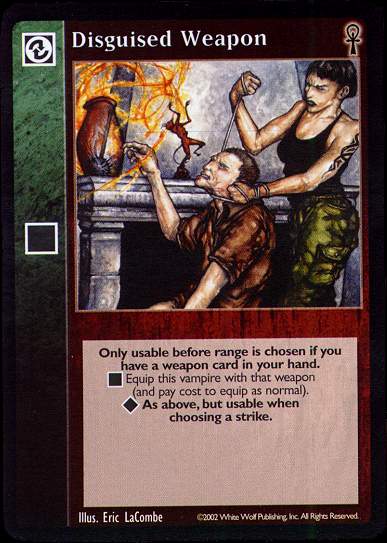 Disguised Weapon
Only usable before range is chosen if you
have a weapon card in your hand.
Equip this vampire with that weapon
(and pay cost to equip as normal).
As above, but usable when
choosing a strike.
Illus. Eric LaCombe
©2002 White Wolf Publishing, Inc. All Rights Reserved.